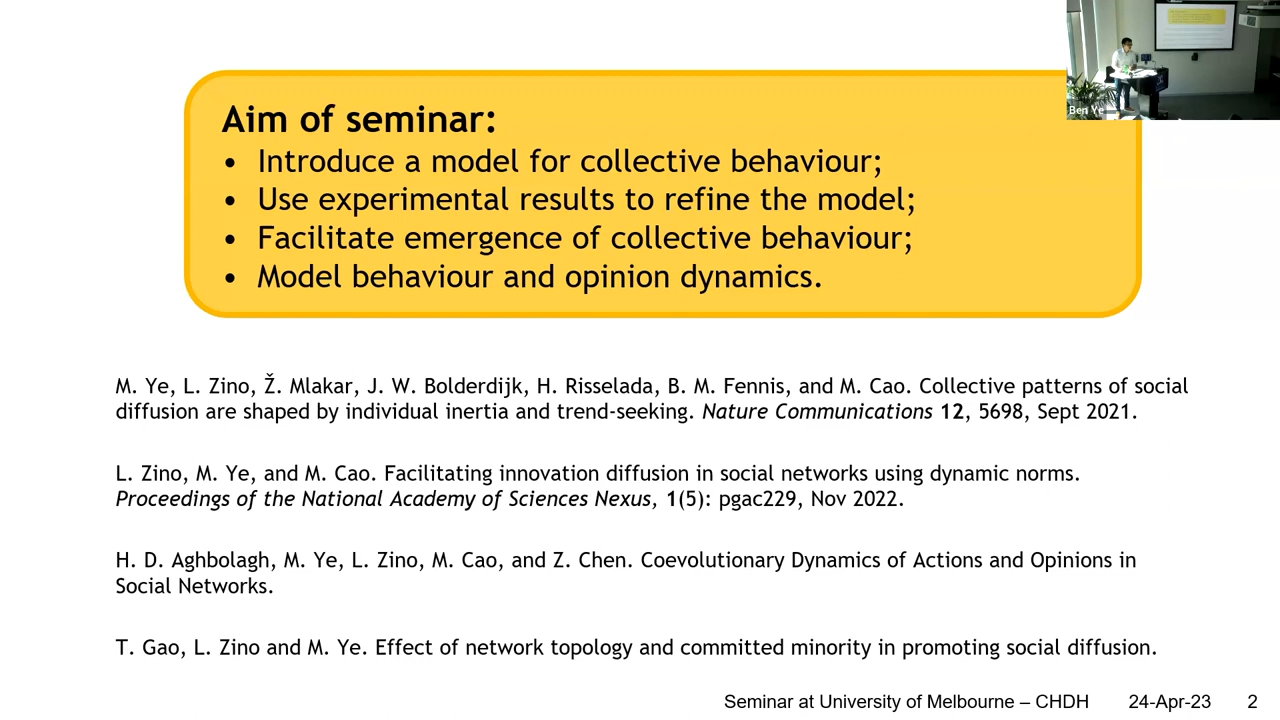 Aim of seminar:
• Introduce a model for collective behaviour;
• Use experimental results to refine the model;
• Facilitate emergence of collective behaviour;
• Model behaviour and opinion dynamics.
Ben Ye
M. Ye, L. Zino, Ž. Mlakar, J. W. Bolderdijk, H. Risselada, B. M. Fennis, and M. Cao. Collective patterns of social
diffusion are shaped by individual inertia and trend-seeking. Nature Communications 12, 5698, Sept 2021.
L. Zino, M. Ye, and M. Cao. Facilitating innovation diffusion in social networks using dynamic norms.
Proceedings of the National Academy of Sciences Nexus, 1(5): pgac229, Nov 2022.
H. D. Aghbolagh, M. Ye, L. Zino, M. Cao, and Z. Chen. Coevolutionary Dynamics of Actions and Opinions in
Social Networks.
T. Gao, L. Zino and M. Ye. Effect of network topology and committed minority in promoting social diffusion.
Seminar at University of Melbourne – CHDH 24-Apr-23 2